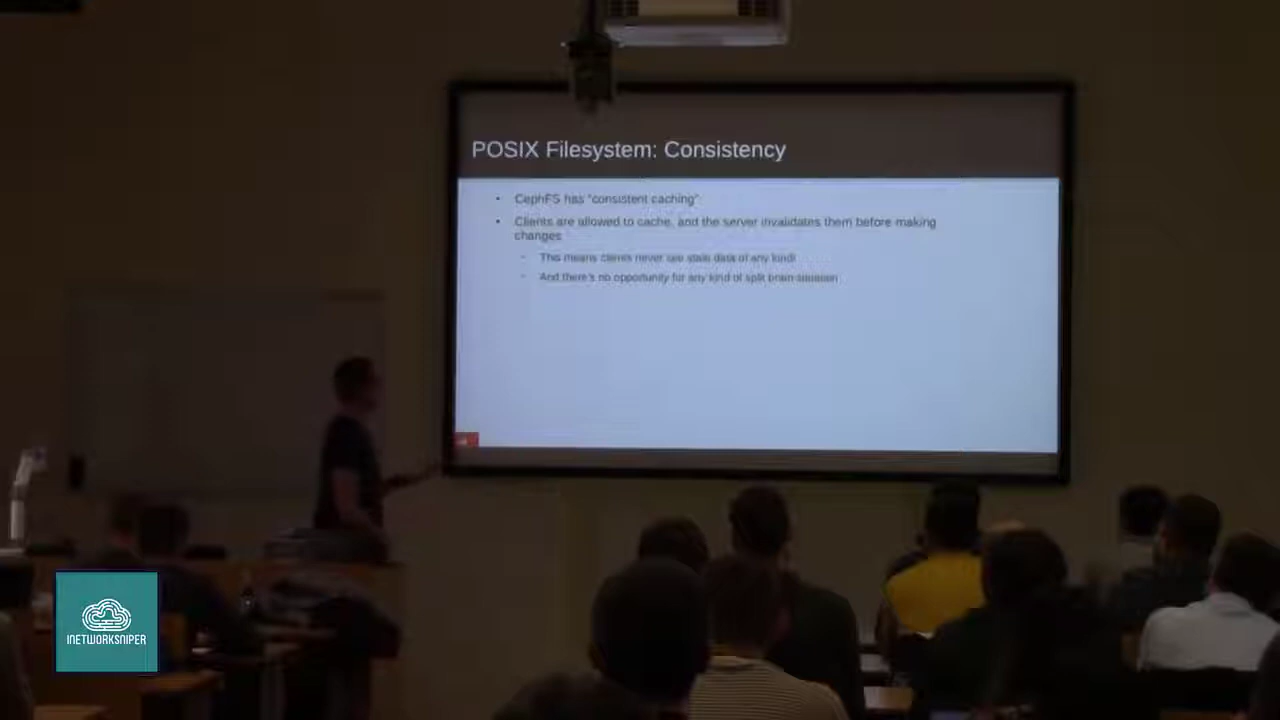 POSIX Filesystem: Consistency
• CephFS has "consistent caching"
• Clients are allowed to cache, and the server invalidates them before making
changes
- This means clients never see stale data of any kind!
- And there's no opportunity for any kind of split brain situation
INETWORKSNIPER